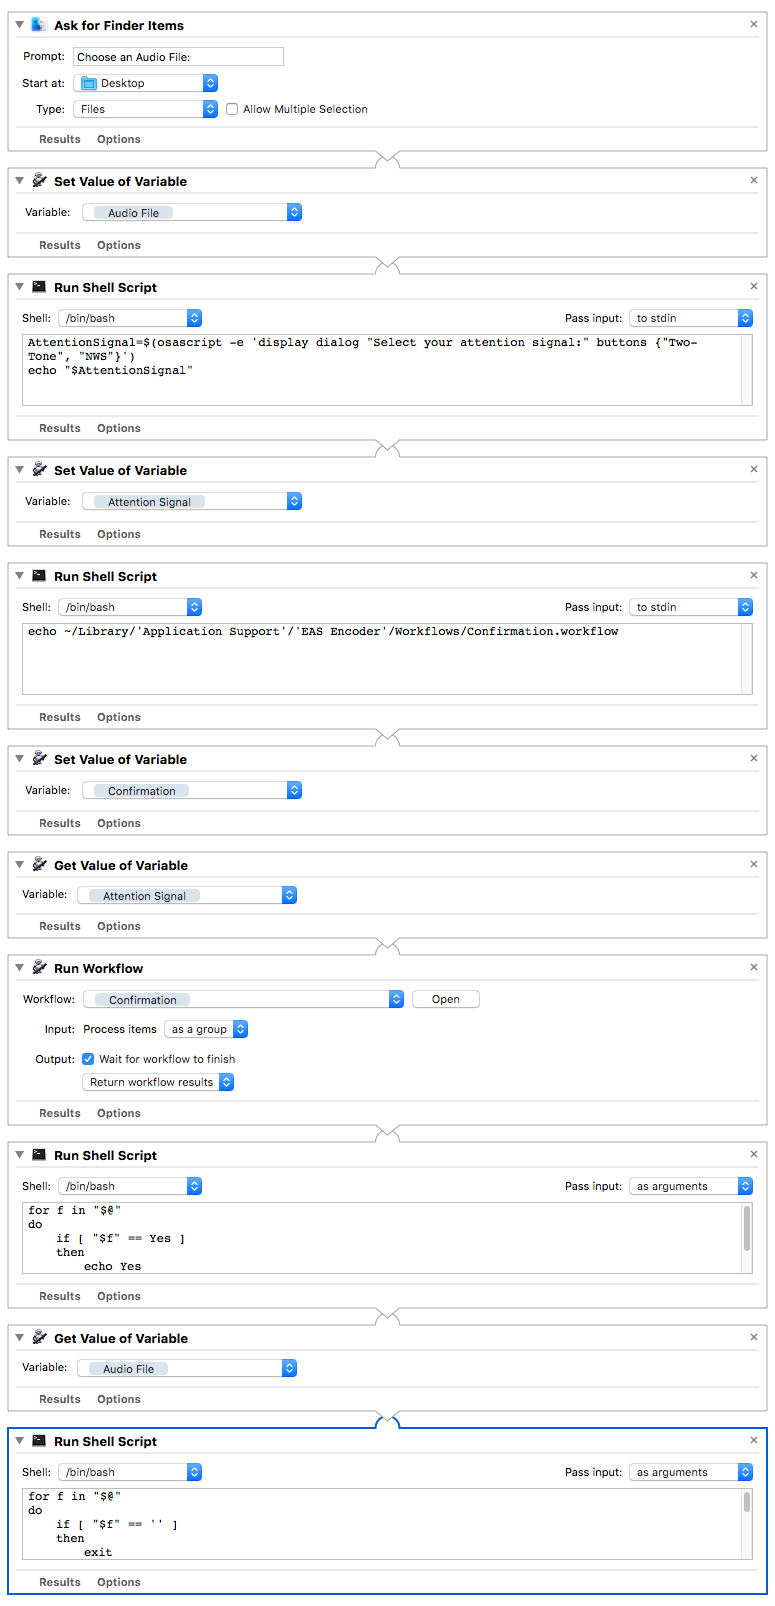 Ask for Finder Items
Prompt: Choose an Audio File:
Start at: Desktop
Type: Files Allow Multiple Selection
Results Options
Set Value of Variable
Variable: Audio File
Results Options
Run Shell Script
Shell: /bin/bash Pass input: to stdin
AttentionSignal=$(osascript -e 'display dialog "Select your attention signal:" buttons {"Two-
Tone", "NWS"}')
echo "$AttentionSignal"
Results Options
Set Value of Variable
Variable: Attention Signal
Results Options
Run Shell Script
Shell: /bin/bash Pass input: to stdin
echo ~/Library/'Application Support'/'EAS Encoder'/Workflows/Confirmation.workflow
Results Options
Set Value of Variable
Variable: Confirmation
Results Options
Get Value of Variable
Variable: Attention Signal
Results Options
Run Workflow
Workflow: Confirmation Open
Input: Process items as a group
Output: Wait for workflow to finish
Return workflow results
Results Options
Run Shell Script
Shell: /bin/bash Pass input: as arguments
for f in "$@"
do
if [ "$f" == Yes ]
then
echo Yes
Results Options
Get Value of Variable
Variable: Audio File
Results Options
Run Shell Script
Shell: /bin/bash Pass input: as arguments
for f in "$@"
do
if [ "$f" == '' ]
then
exit
Results Options